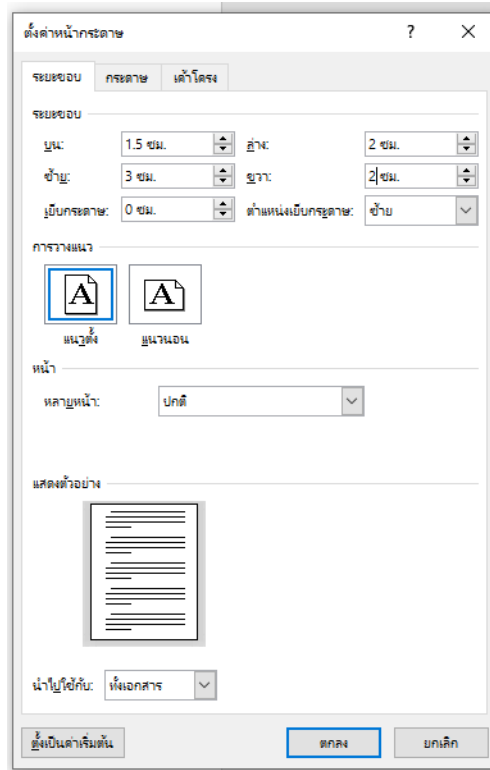 ตั้งค่าหน้ากระดาษ ? ×
ระยะขอบ กระดาษ เค้าโครง
ระยะขอบ
บน: 1.5 ซม. ล่าง: 2 ซม.
ซ้าย: 3 ซม. ขวา: 2 ซม.
เย็บกระดาษ: 0 ซม. ตำแหน่งเย็บกระดาษ: ซ้าย
การวางแนว
A A
แนวตั้ง แนวนอน
หน้า
หลายหน้า: ปกติ
แสดงตัวอย่าง
นำไปใช้กับ: ทั้งเอกสาร
ตั้งเป็นค่าเริ่มต้น ตกลง ยกเลิก